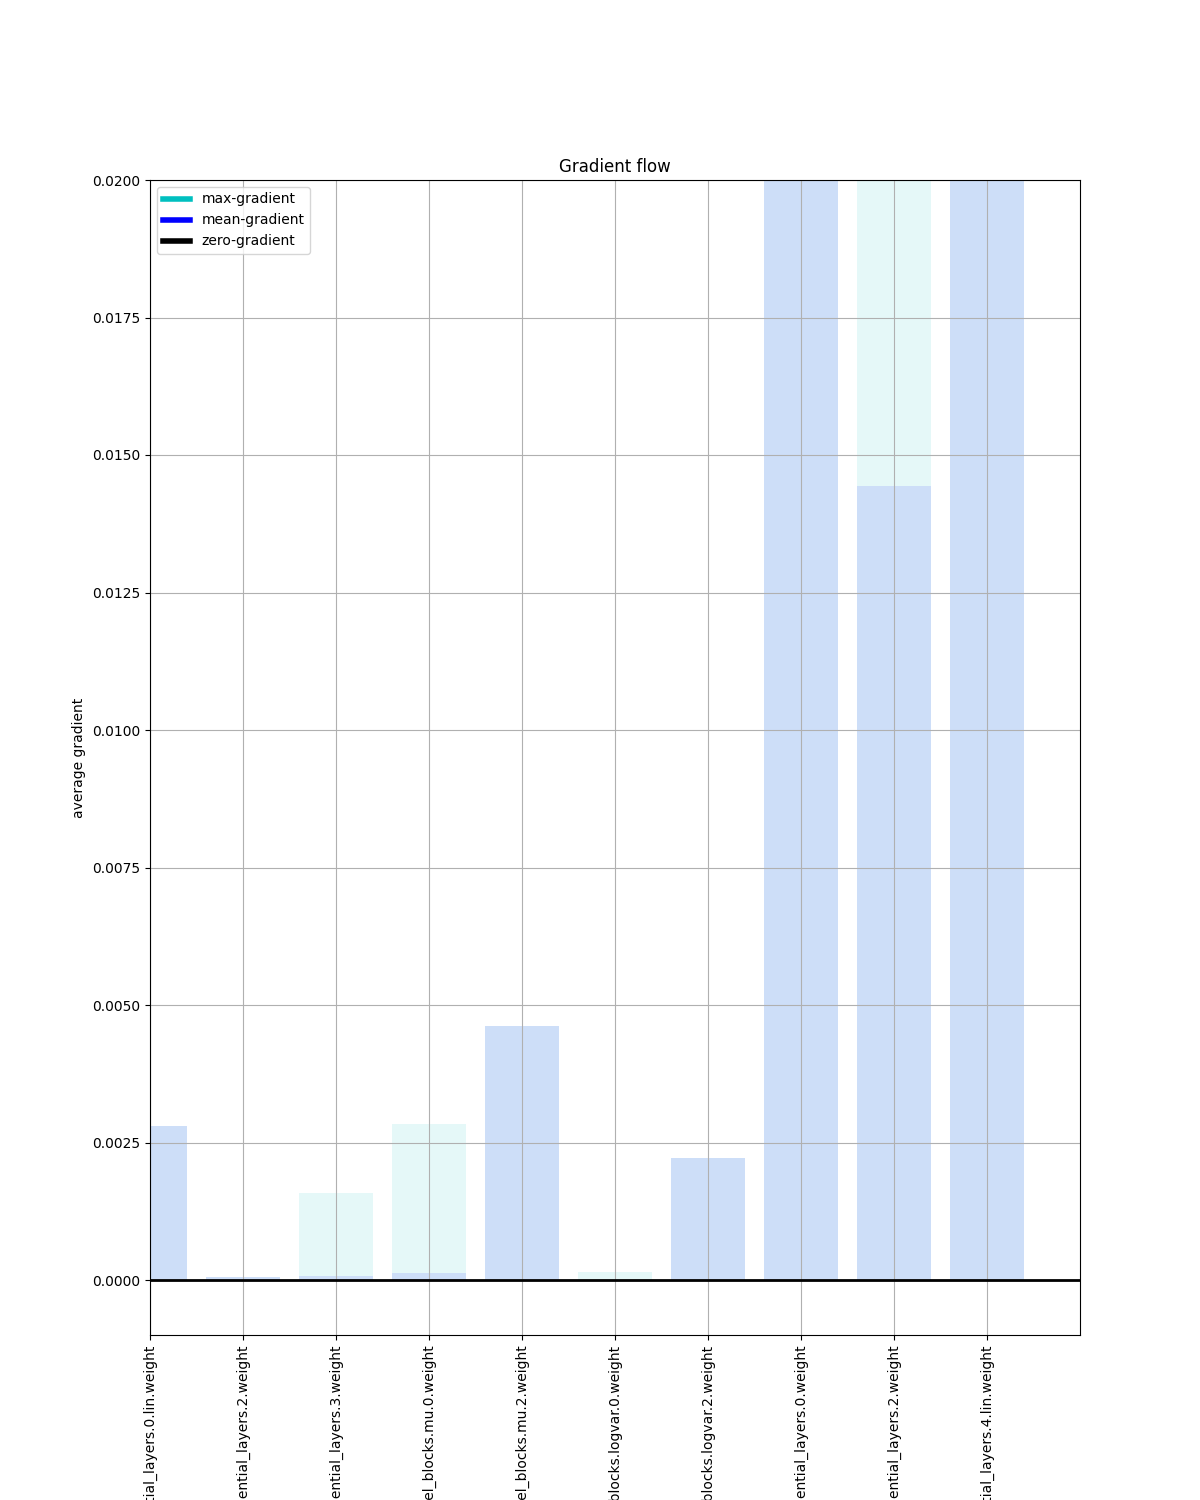 Gradient flow
max-gradient
mean-gradient
zero-gradient
0.0200
0.0175
0.0150
0.0125
0.0100
0.0075
0.0050
0.0025
0.0000
average gradient
tial_layers.0.lin.weight
ential_layers.2.weight
ential_layers.3.weight
el_blocks.mu.0.weight
el_blocks.mu.2.weight
blocks.logvar.0.weight
blocks.logvar.2.weight
ential_layers.0.weight
ential_layers.2.weight
tial_layers.4.lin.weight